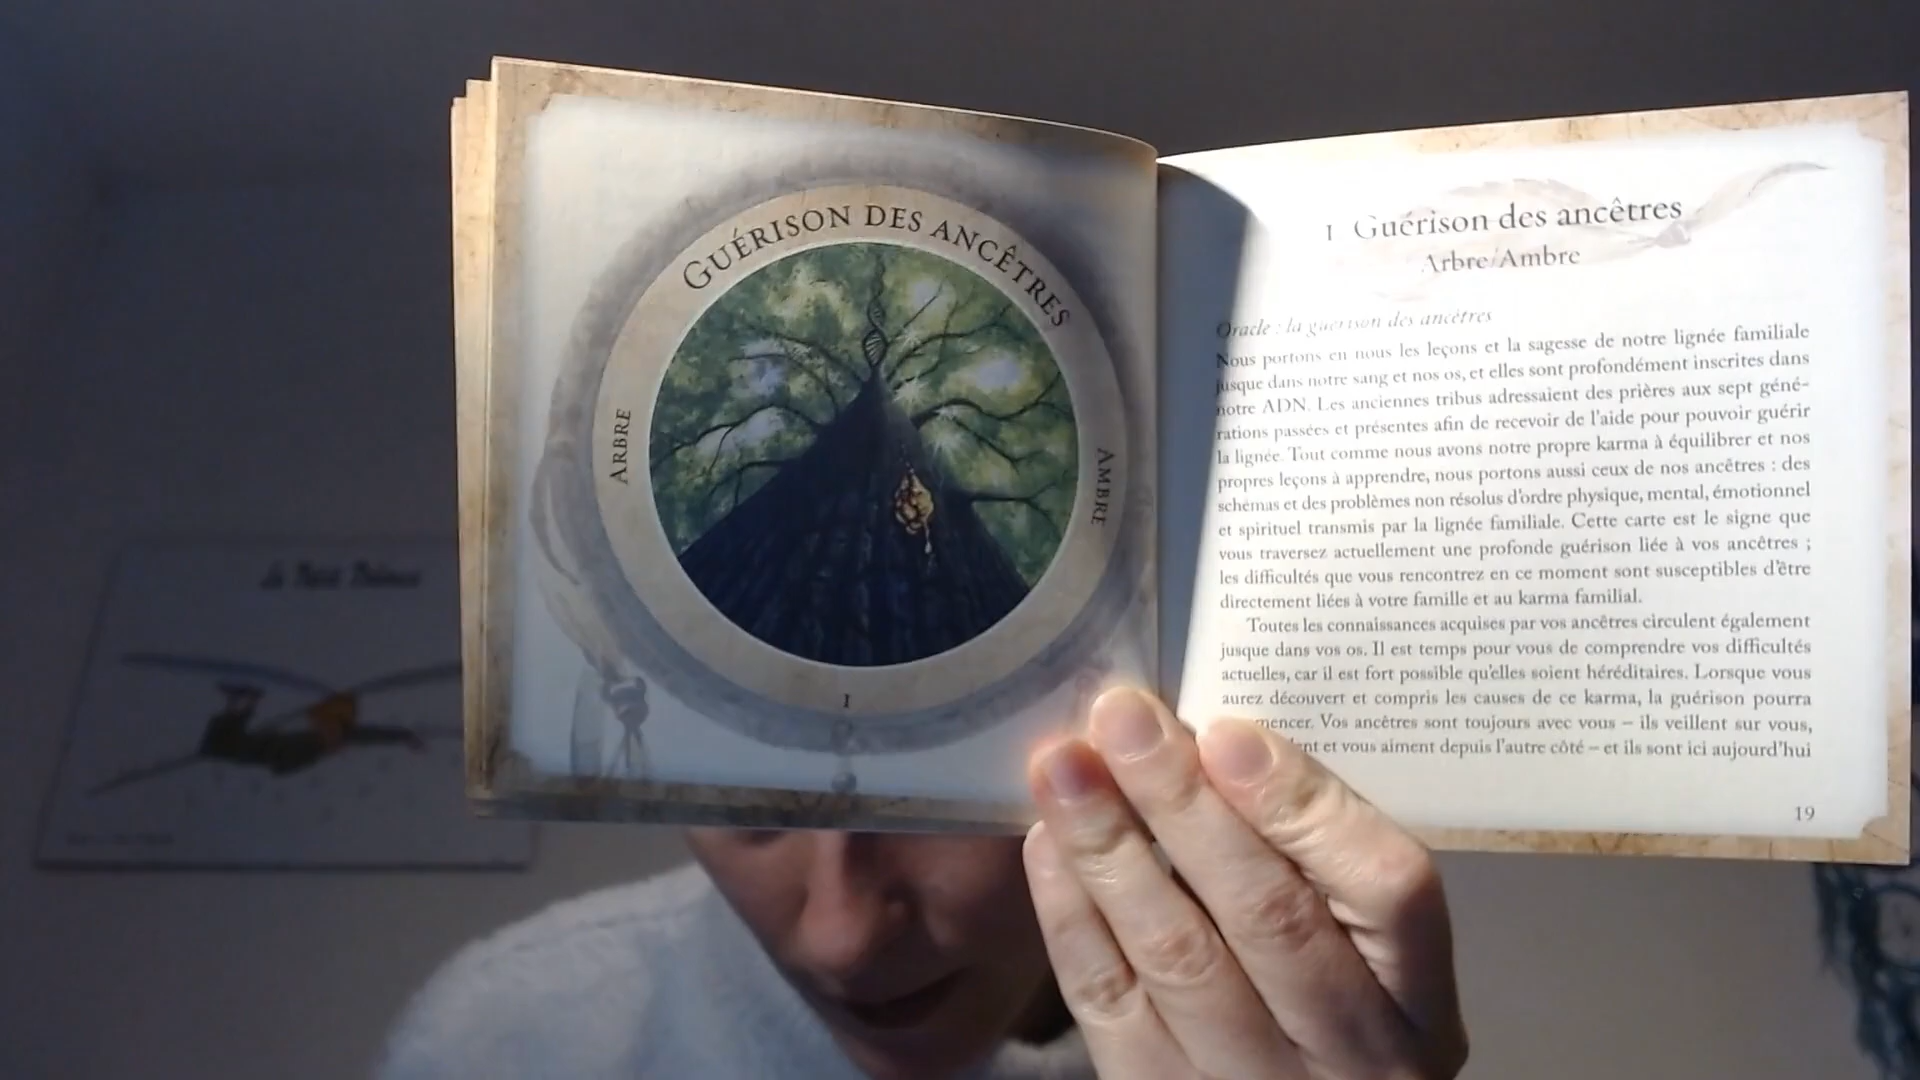 GUÉRISON DES ANCÊTRES
ARBRE
AMBRE
I
I Guérison des ancêtres
Arbre/Ambre
Oracle : la guérison des ancêtres
Nous portons en nous les leçons et la sagesse de notre lignée familiale
jusque dans notre sang et nos os, et elles sont profondément inscrites dans
notre ADN. Les anciennes tribus adressaient des prières aux sept géné-
rations passées et présentes afin de recevoir de l'aide pour pouvoir guérir
la lignée. Tout comme nous avons notre propre karma à équilibrer et nos
propres leçons à apprendre, nous portons aussi ceux de nos ancêtres : des
schémas et des problèmes non résolus d'ordre physique, mental, émotionnel
et spirituel transmis par la lignée familiale. Cette carte est le signe que
vous traversez actuellement une profonde guérison liée à vos ancêtres ;
les difficultés que vous rencontrez en ce moment sont susceptibles d'être
directement liées à votre famille et au karma familial.
Toutes les connaissances acquises par vos ancêtres circulent également
jusque dans vos os. Il est temps pour vous de comprendre vos difficultés
actuelles, car il est fort possible qu'elles soient héréditaires. Lorsque vous
aurez découvert et compris les causes de ce karma, la guérison pourra
mencer. Vos ancêtres sont toujours avec vous – ils veillent sur vous,
nt et vous aiment depuis l'autre côté – et ils sont ici aujourd'hui
19
Le Petit Prince